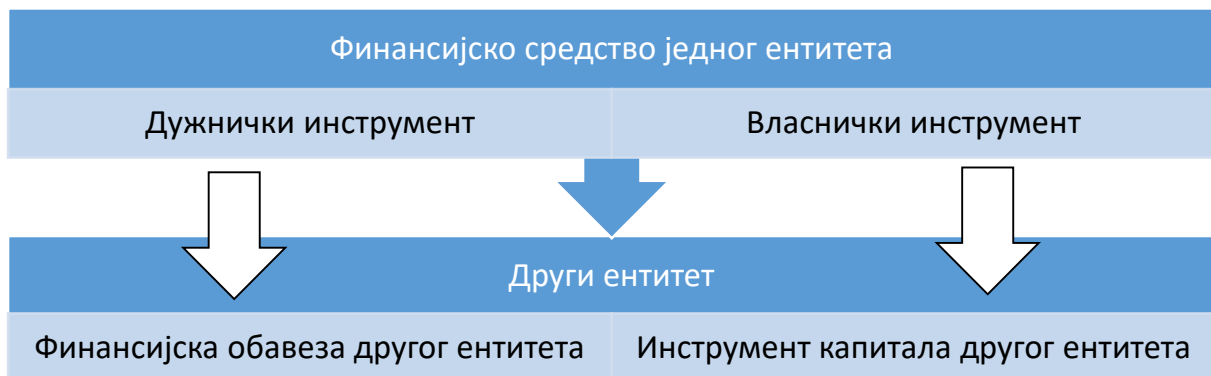 Финансијско средство једног ентитета
Дужнички инструмент
Власнички инструмент
Други ентитет
Финансијска обавеза другог ентитета
Инструмент капитала другог ентитета